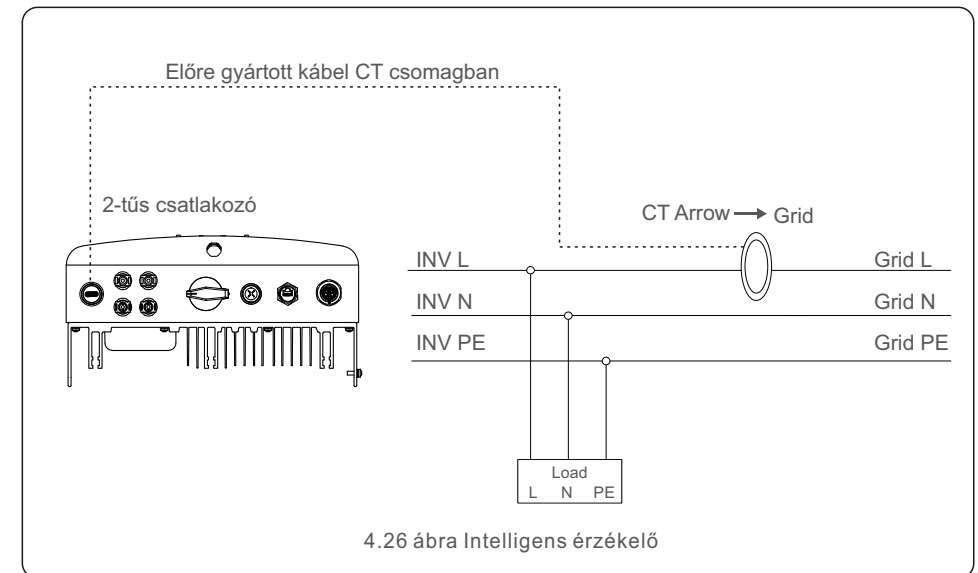 Előre gyártott kábel CT csomagban
2-tűs csatlakozó
CT Arrow → Grid
INV L
Grid L
INV N
Grid N
INV PE
Grid PE
Load
L N PE
4.26 ábra Intelligens érzékelő